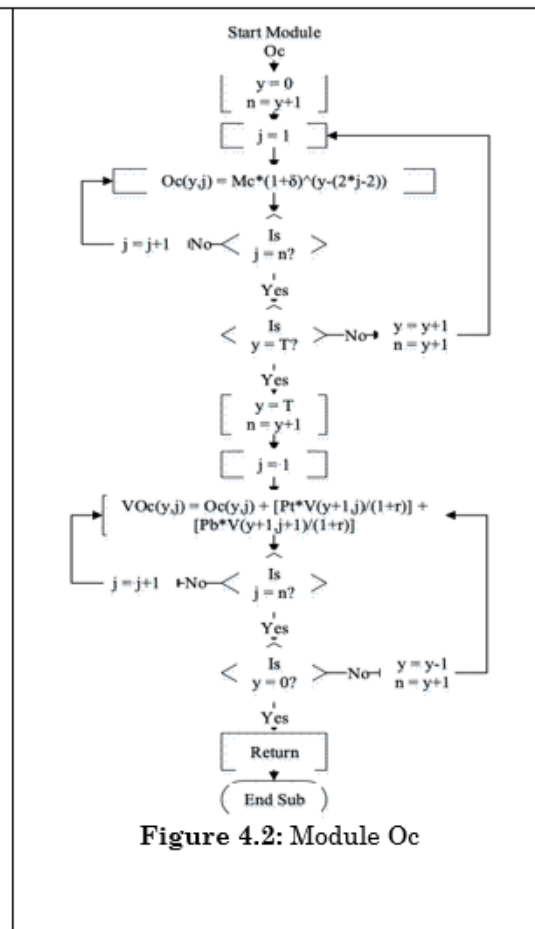 Start Module
Oc
y = 0
n = y+1
j = 1
Oc(y,j) = Mc*(1+δ)^(y-(2*j-2))
Is
j = n?
No
j = j+1
Yes
Is
y = T?
No
y = y+1
n = y+1
Yes
y = T
n = y+1
j = 1
VOc(y,j) = Oc(y,j) + [Pt*V(y+1,j)/(1+r)] +
[Pb*V(y+1,j+1)/(1+r)]
Is
j = n?
No
j = j+1
Yes
Is
y = 0?
No
y = y-1
n = y+1
Yes
Return
End Sub
Figure 4.2: Module Oc